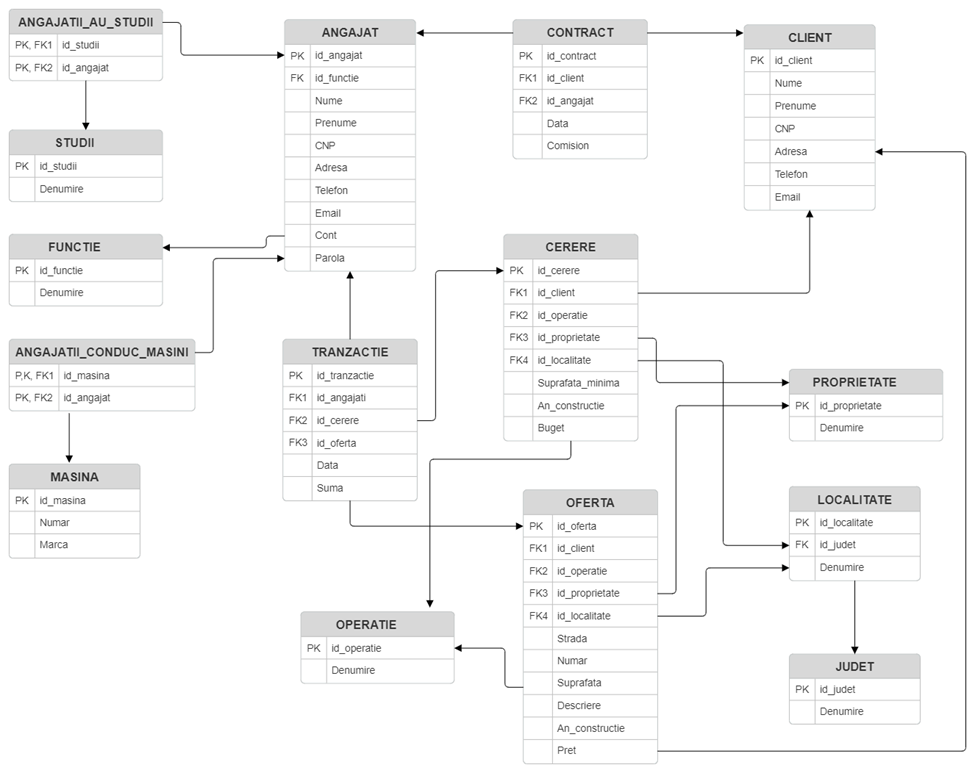 ANGAJATII_AU_STUDII
PK, FK1 id_studii
PK, FK2 id_angajat
STUDII
PK id_studii
Denumire
FUNCTIE
PK id_functie
Denumire
ANGAJATII_CONDUC_MASINI
P,K, FK1 id_masina
PK, FK2 id_angajat
MASINA
PK id_masina
Numar
Marca
ANGAJAT
PK id_angajat
FK id_functie
Nume
Prenume
CNP
Adresa
Telefon
Email
Cont
Parola
TRANZACTIE
PK id_tranzactie
FK1 id_angajati
FK2 id_cerere
FK3 id_oferta
Data
Suma
OPERATIE
PK id_operatie
Denumire
CONTRACT
PK id_contract
FK1 id_client
FK2 id_angajat
Data
Comision
CERERE
PK id_cerere
FK1 id_client
FK2 id_operatie
FK3 id_proprietate
FK4 id_localitate
Suprafata_minima
An_constructie
Buget
OFERTA
PK id_oferta
FK1 id_client
FK2 id_operatie
FK3 id_proprietate
FK4 id_localitate
Strada
Numar
Suprafata
Descriere
An_constructie
Pret
CLIENT
PK id_client
Nume
Prenume
CNP
Adresa
Telefon
Email
PROPRIETATE
PK id_proprietate
Denumire
LOCALITATE
PK id_localitate
FK id_judet
Denumire
JUDET
PK id_judet
Denumire